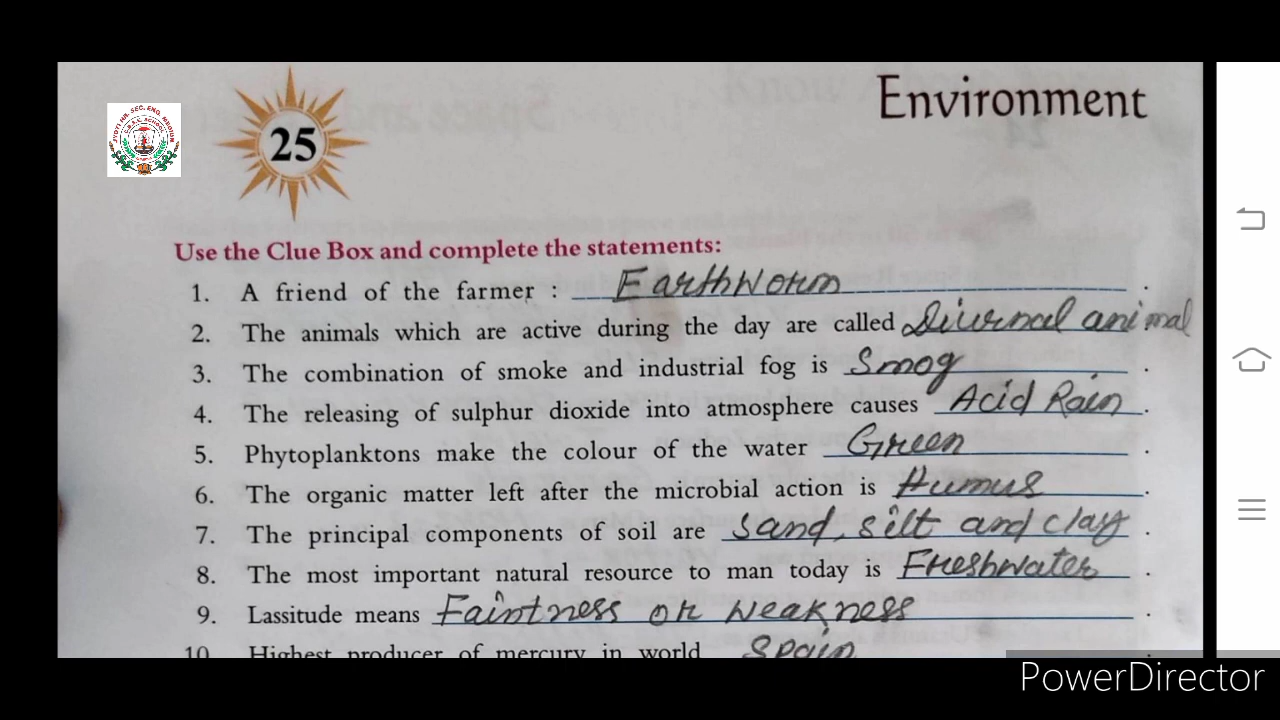 25
Environment
Use the Clue Box and complete the statements:
1. A friend of the farmer : Earthworm .
2. The animals which are active during the day are called Diurnal animal
3. The combination of smoke and industrial fog is Smog .
4. The releasing of sulphur dioxide into atmosphere causes Acid Rain .
5. Phytoplanktons make the colour of the water Green .
6. The organic matter left after the microbial action is Humus .
7. The principal components of soil are Sand, silt and clay .
8. The most important natural resource to man today is Freshwater .
9. Lassitude means Faintness or weakness .
10. Highest producer of mercury in world Spain
PowerDirector